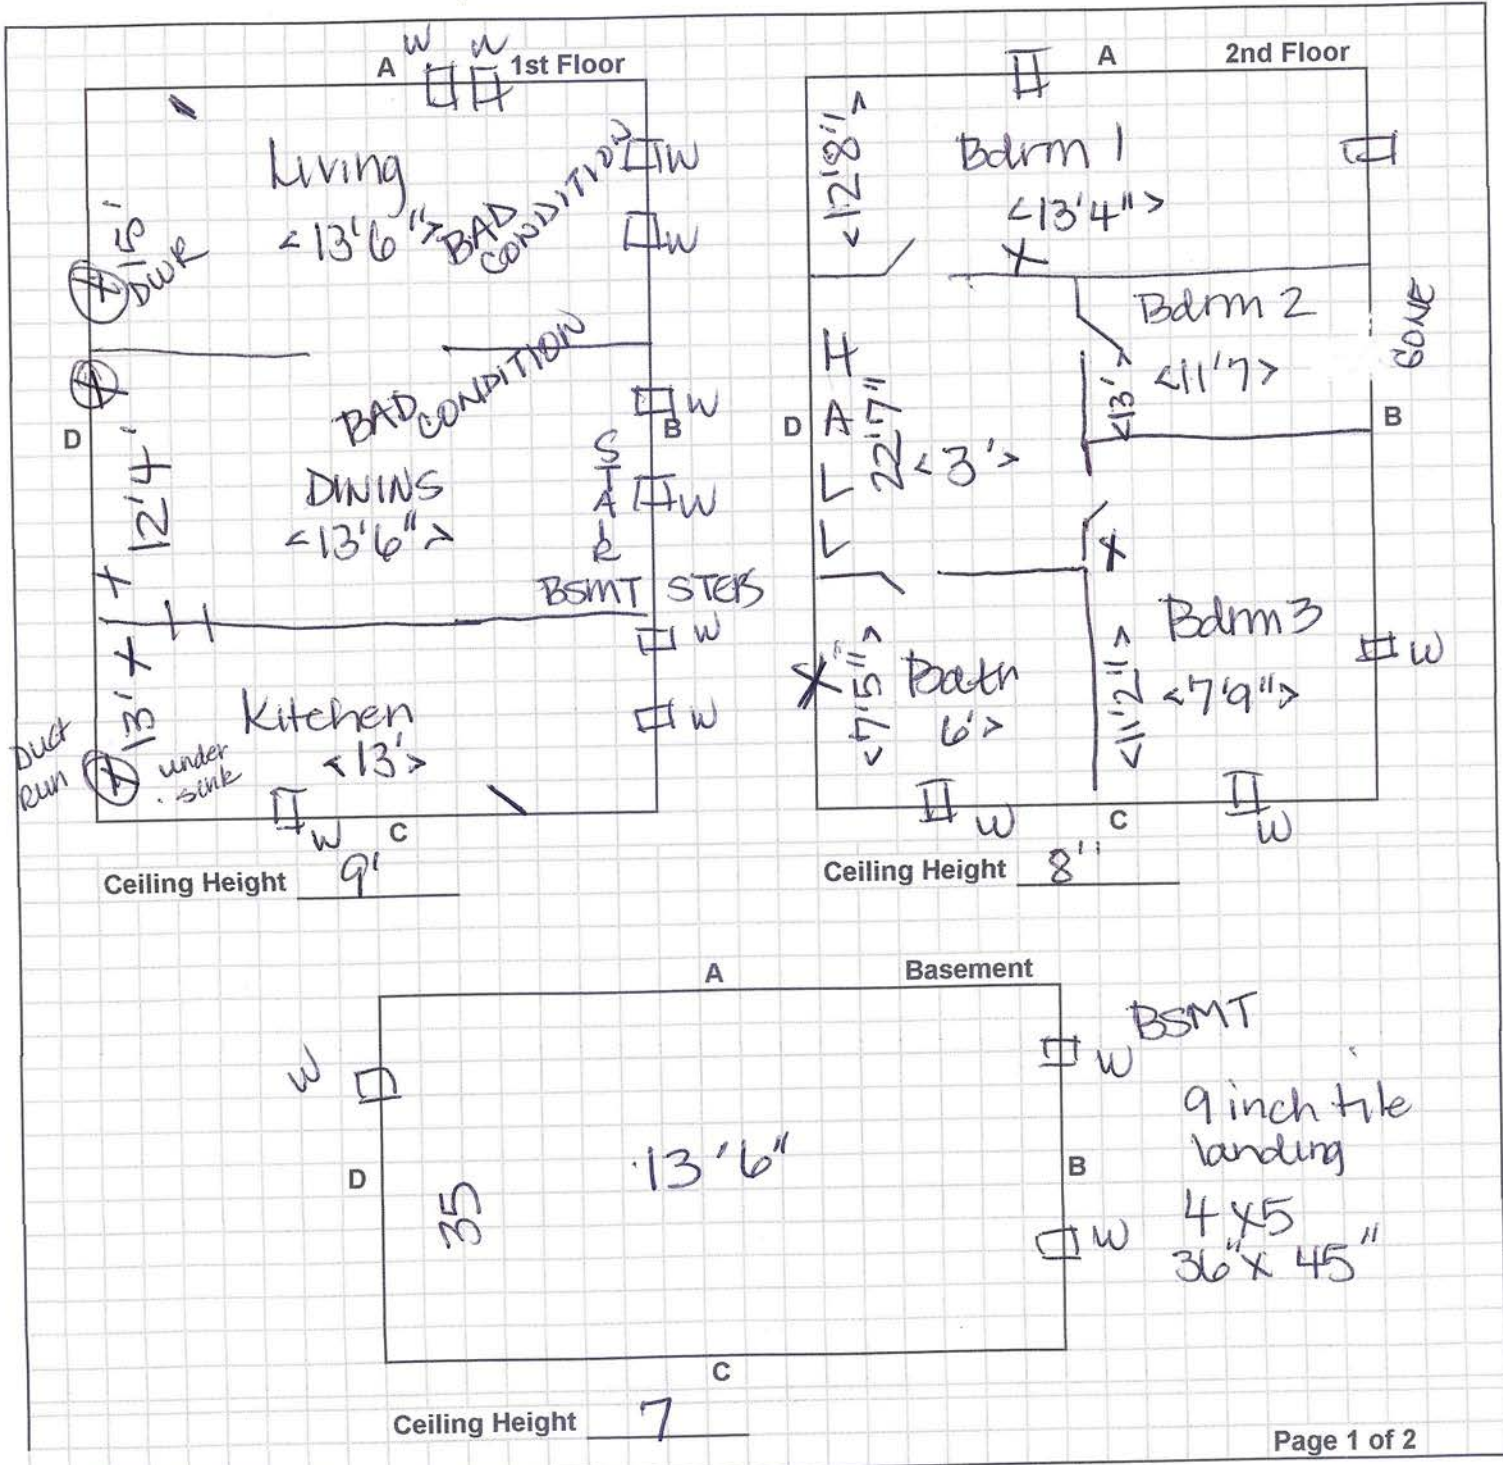 A W W 1st Floor
Living
<13'6">
BAD CONDITION
W
W
15'
X DWR
X
BAD CONDITION
W
D
B
12'4'
DININS
<13'6">
STAR
W
X
BSMT STEPS
W
13' X
Kitchen
<13'>
W
Duct Run
X under sink
W C
Ceiling Height 9'
A 2nd Floor
<12'8">
Bdrm 1
<13'4">
X
Bdrm 2
<11'7>
<13'>
GONE
D
B
HALL
22'7"
<3'>
X
Bdrm 3
<7'9">
<11'2">
W
X
<7'5">
Bath
6'>
W C W
Ceiling Height 8''
A Basement
W
W
BSMT
9 inch tile
landing
4 x5
36"x 45"
D
35
13'6"
B
W
C
Ceiling Height 7
Page 1 of 2